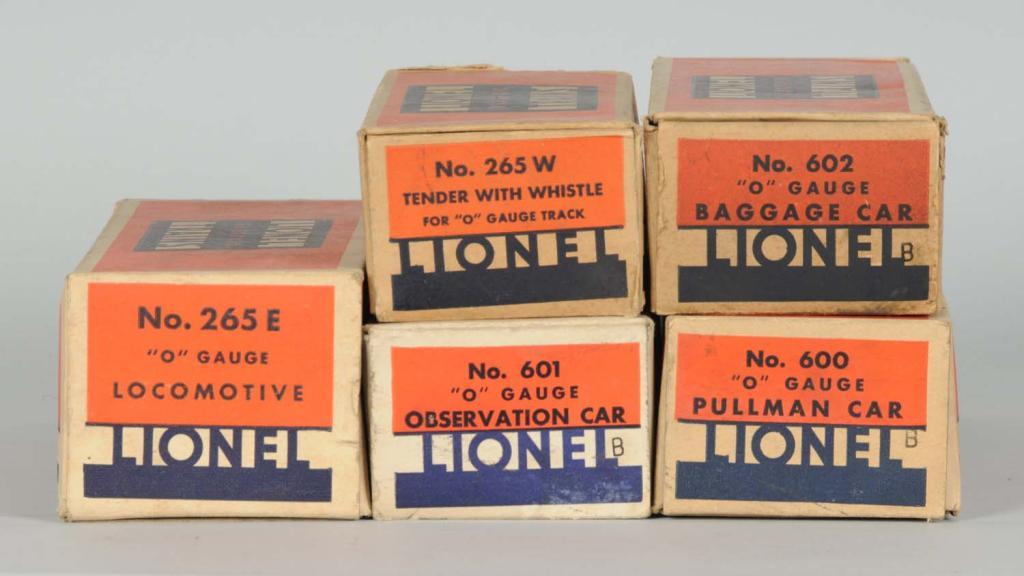 No. 265 W
TENDER WITH WHISTLE
FOR "O" GAUGE TRACK
LIONEL
No. 602
"O" GAUGE
BAGGAGE CAR
LIONEL B
No. 265 E
"O" GAUGE
LOCOMOTIVE
LIONEL
No. 601
"O" GAUGE
OBSERVATION CAR
LIONEL B
No. 600
"O" GAUGE
PULLMAN CAR
LIONEL B